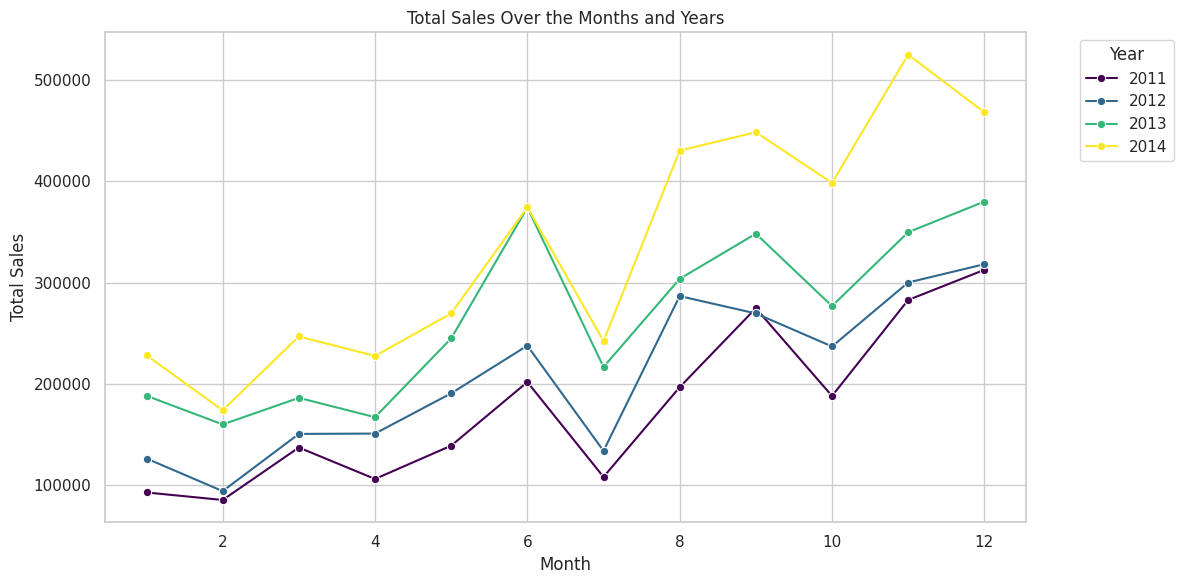 Total Sales Over the Months and Years
Total Sales
500000
400000
300000
200000
100000
2 4 6 8 10 12
Month
Year
2011
2012
2013
2014